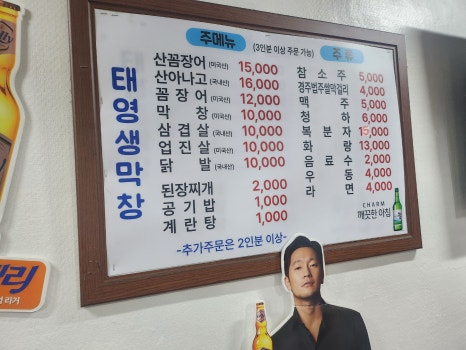 주메뉴
(3인분 이상 주문 가능)
주류
태영생막창
산꼼장어 (미국산) 15,000
산아나고 (국내산) 16,000
꼼장어 (미국산) 12,000
막창 (미국산) 10,000
삼겹살 (국내산) 10,000
업진살 (미국산) 10,000
닭발 (국내산) 10,000
된장찌개 2,000
공기밥 1,000
계란탕 1,000
참소주 5,000
경주법주쌀막걸리 4,000
맥주 5,000
청하 6,000
복분자 15,000
화랑 13,000
음료수 2,000
우동 4,000
라면 4,000
CHARM
깨끗한 아침
-추가주문은 2인분 이상-